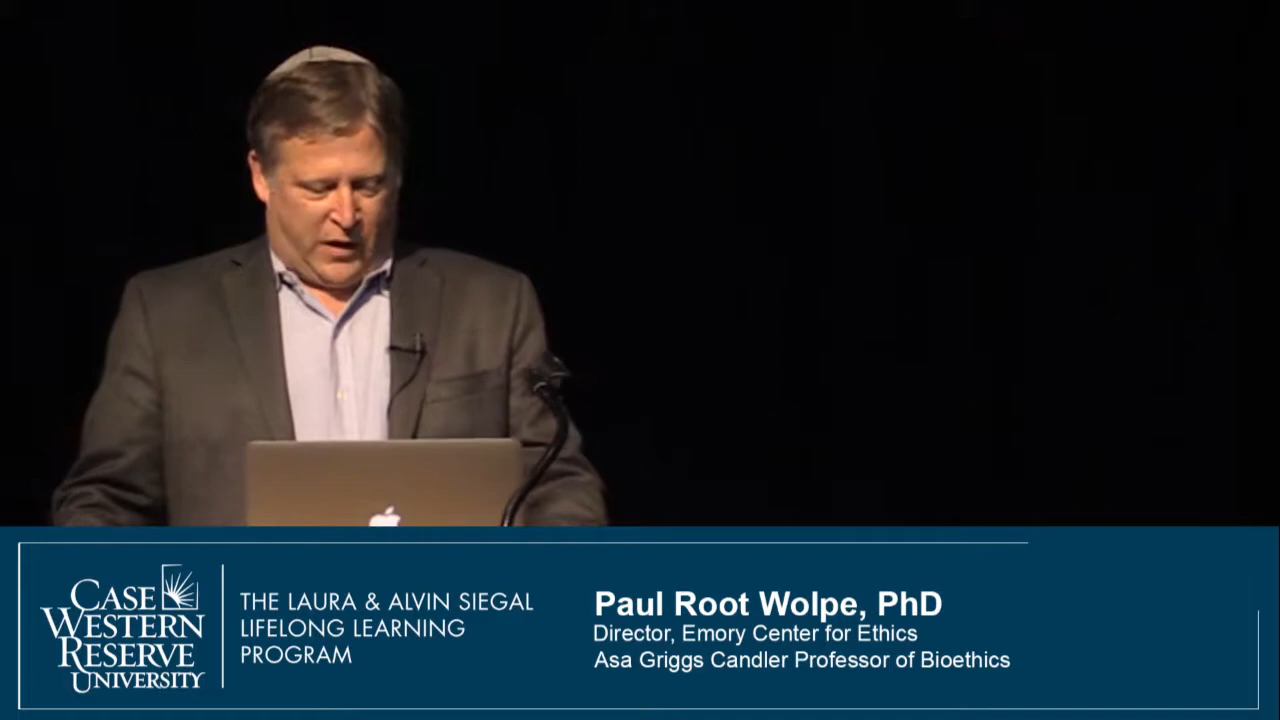 CASE
WESTERN
RESERVE
UNIVERSITY
THE LAURA & ALVIN SIEGAL
LIFELONG LEARNING
PROGRAM
Paul Root Wolpe, PhD
Director, Emory Center for Ethics
Asa Griggs Candler Professor of Bioethics